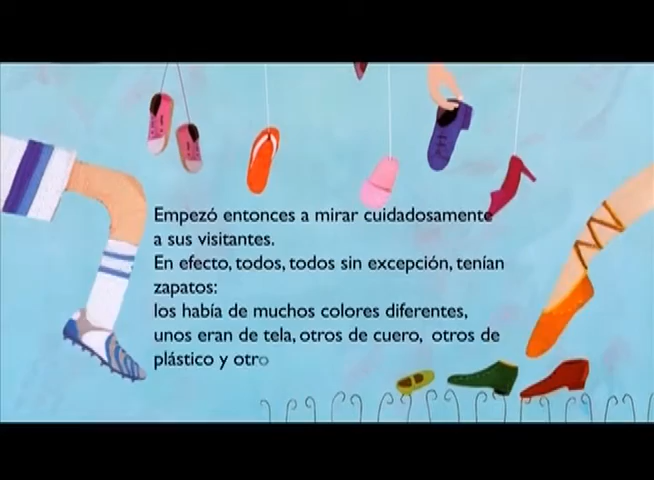 Empezó entonces a mirar cuidadosamente
a sus visitantes.
En efecto, todos, todos sin excepción, tenían
zapatos:
los había de muchos colores diferentes,
unos eran de tela, otros de cuero, otros de
plástico y otro